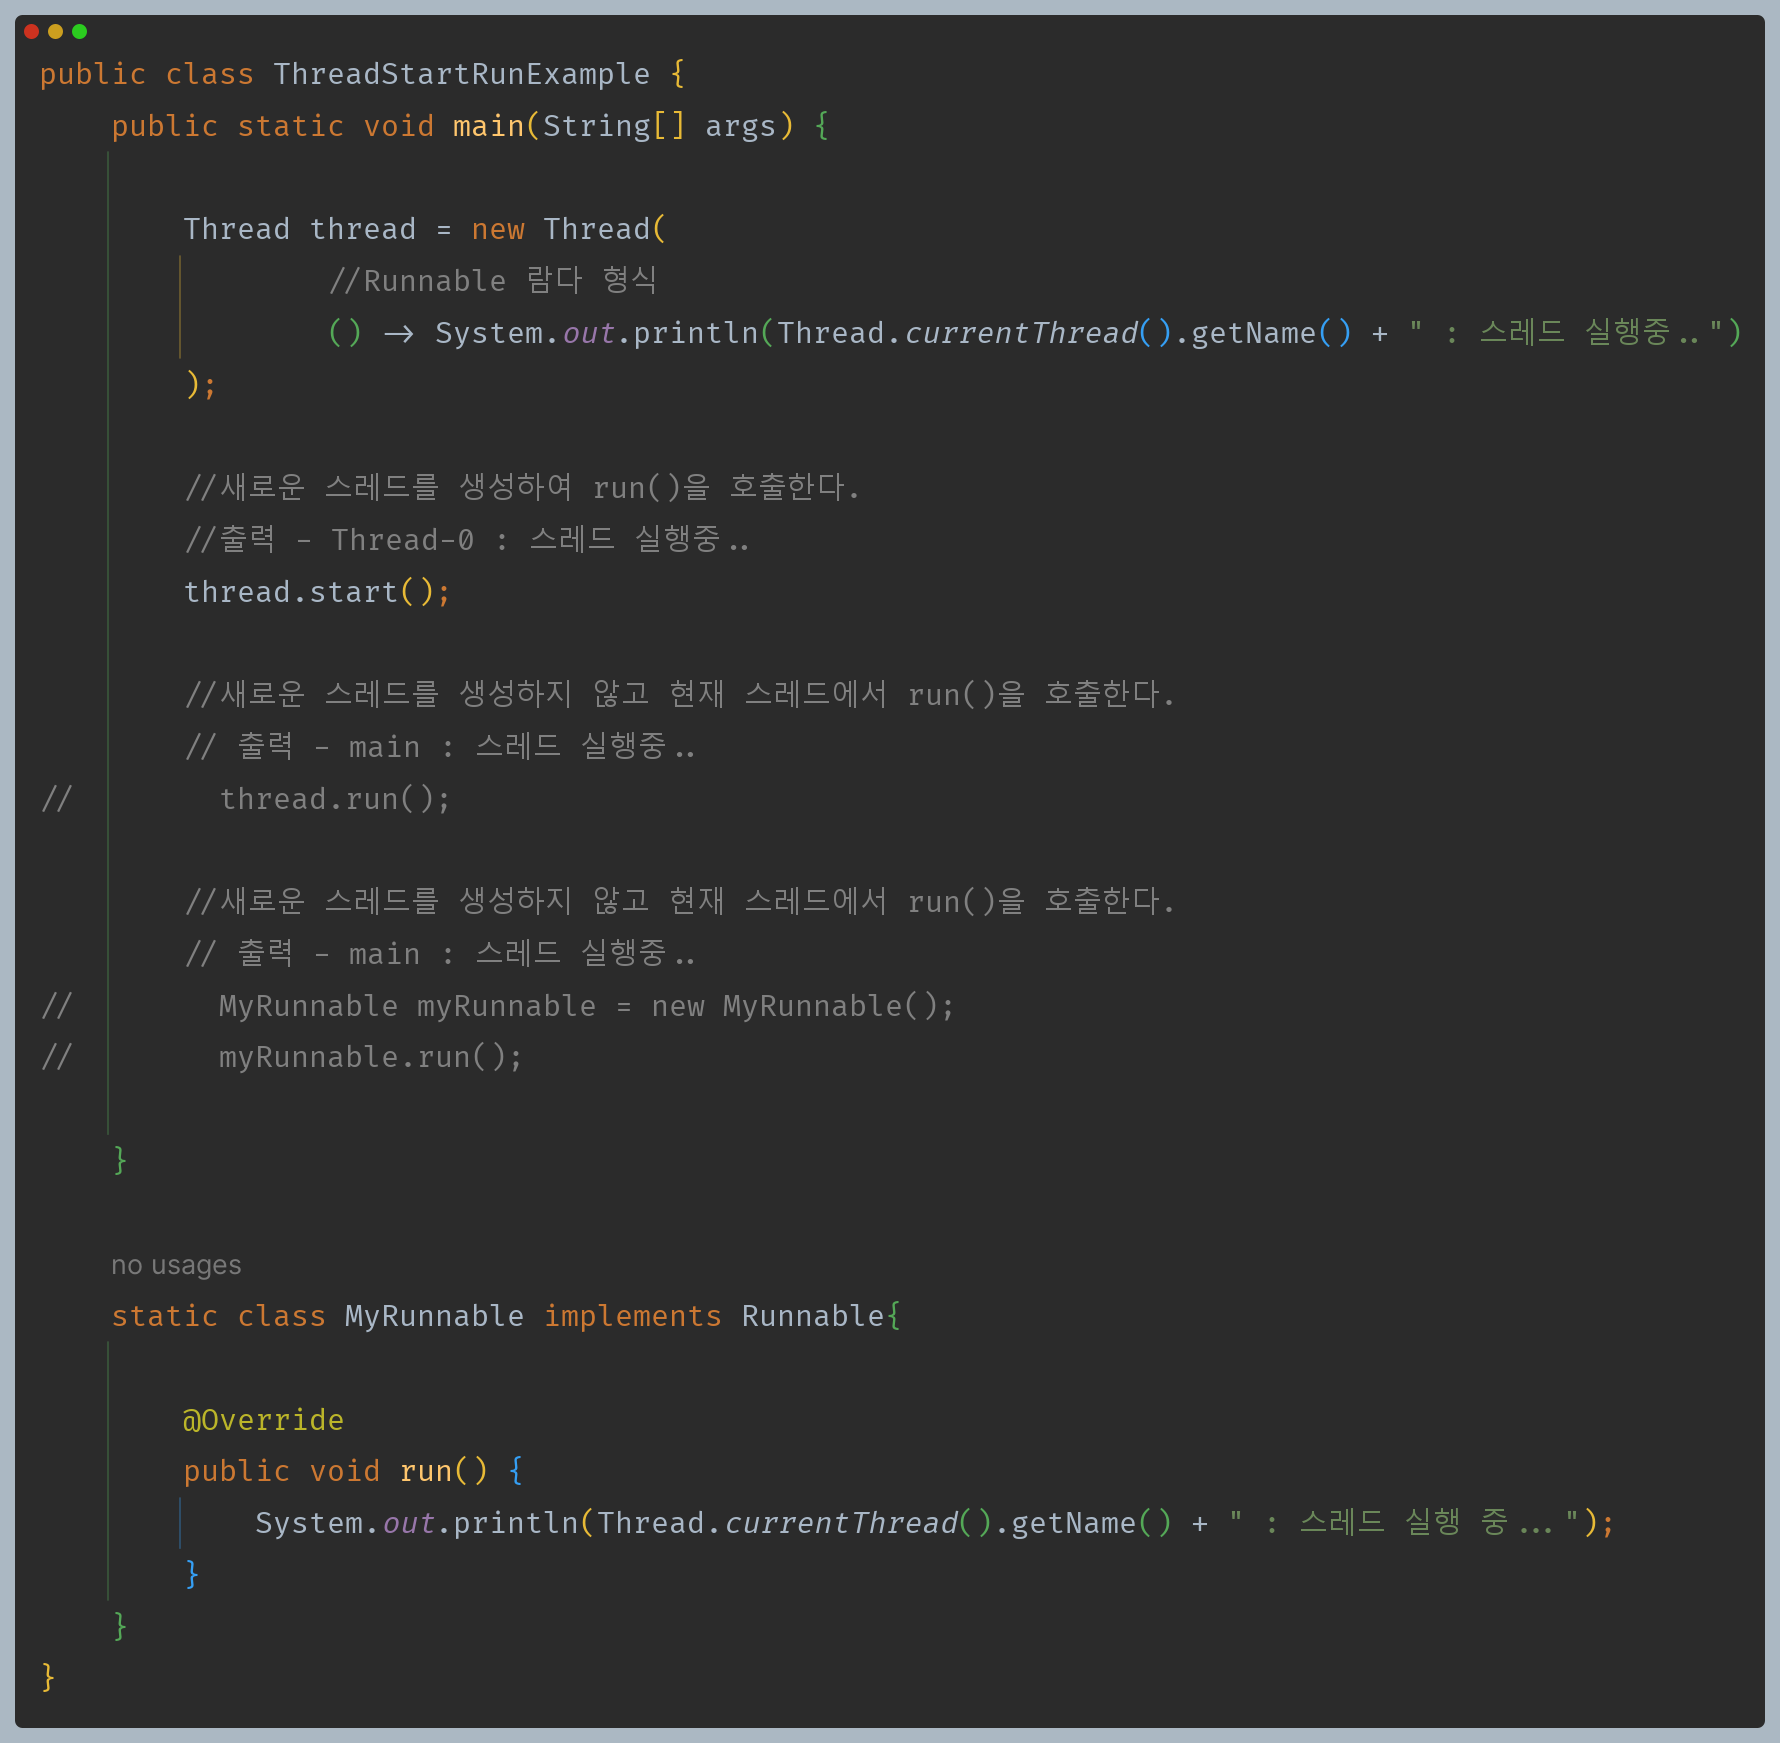 public class ThreadStartRunExample {
public static void main(String[] args) {
Thread thread = new Thread(
//Runnable 람다 형식
() -> System.out.println(Thread.currentThread().getName() + " : 스레드 실행중..")
);
//새로운 스레드를 생성하여 run()을 호출한다.
//출력 - Thread-0 : 스레드 실행중..
thread.start();
//새로운 스레드를 생성하지 않고 현재 스레드에서 run()을 호출한다.
// 출력 - main : 스레드 실행중..
// thread.run();
//새로운 스레드를 생성하지 않고 현재 스레드에서 run()을 호출한다.
// 출력 - main : 스레드 실행중..
// MyRunnable myRunnable = new MyRunnable();
// myRunnable.run();
}
no usages
static class MyRunnable implements Runnable{
@Override
public void run() {
System.out.println(Thread.currentThread().getName() + " : 스레드 실행 중...");
}
}
}